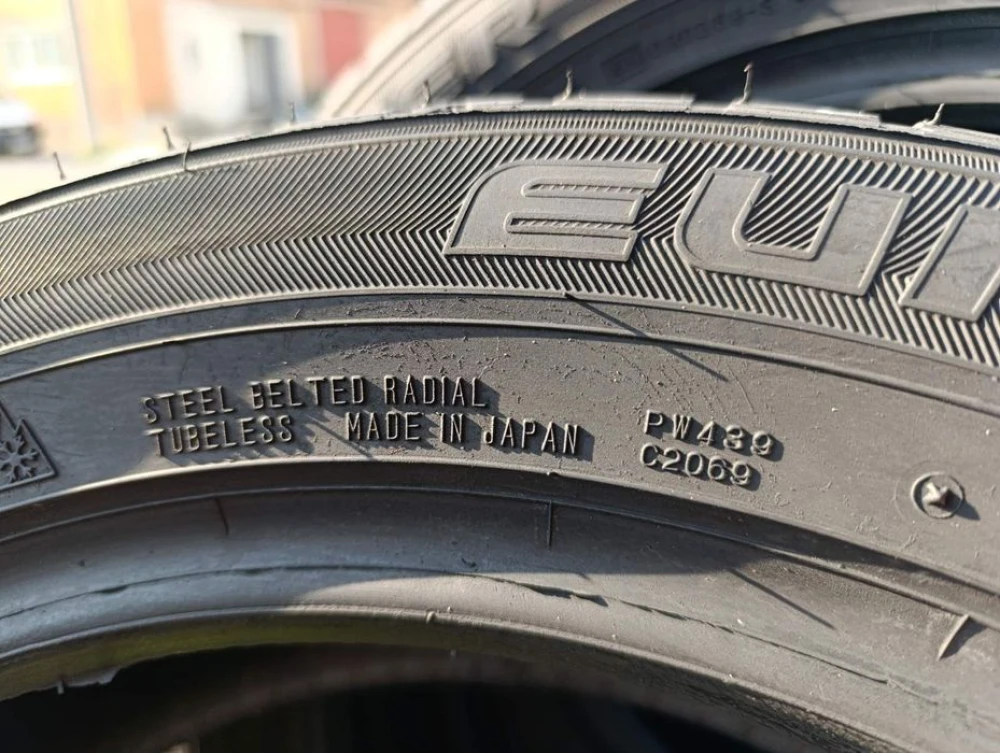 EU
STEEL BELTED RADIAL
TUBELESS MADE IN JAPAN
PW439
C2069